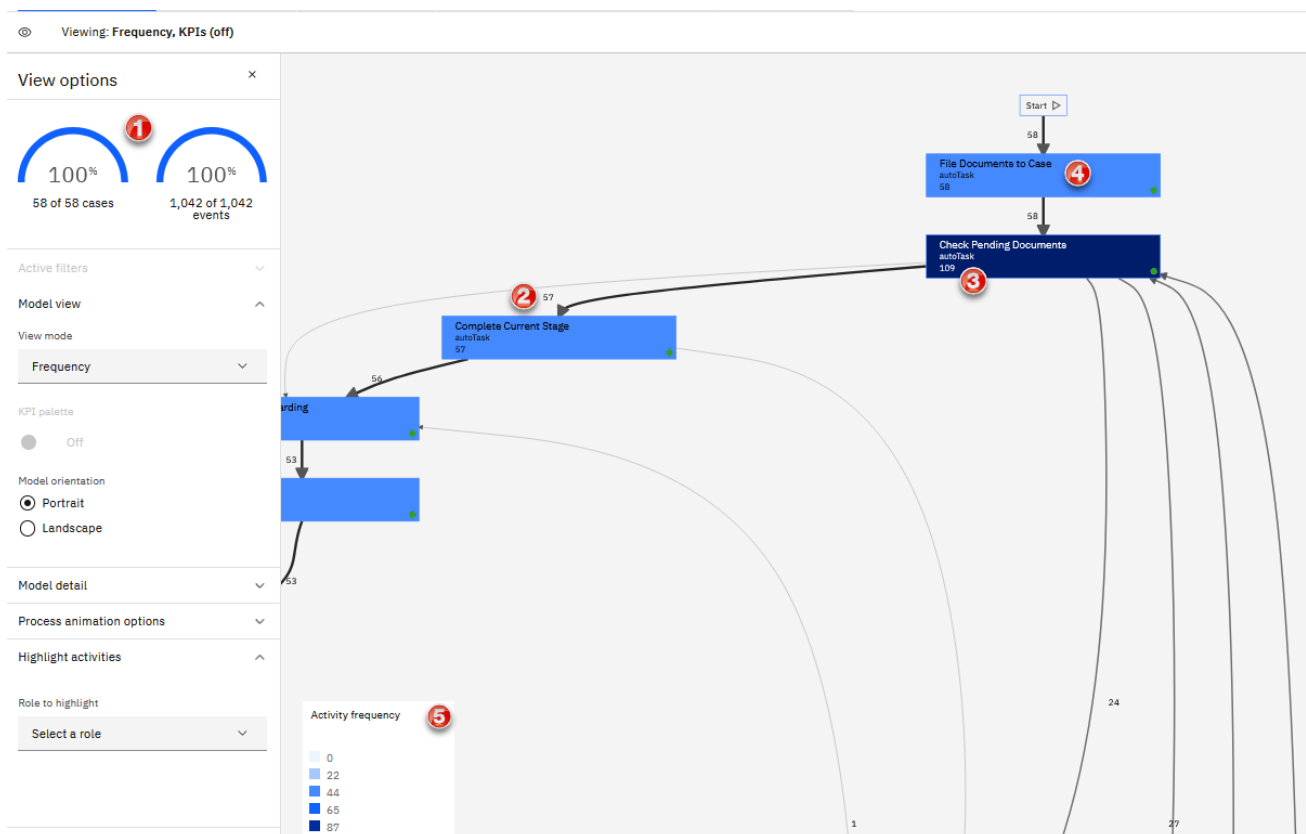 Viewing: Frequency, KPIs (off)
View options
1
100%
100%
58 of 58 cases
1,042 of 1,042
events
Active filters
Model view
View mode
Frequency
KPI palette
Off
Model orientation
Portrait
Landscape
Model detail
Process animation options
Highlight activities
Role to highlight
Select a role
Start
58
File Documents to Case
autoTask
58
4
58
Check Pending Documents
autoTask
109
3
2
57
Complete Current Stage
autoTask
57
56
arding
53
53
24
1
27
Activity frequency
5
0
22
44
65
87